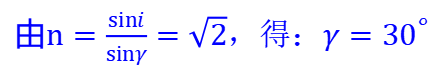 由n = sini/sinγ = √2, 得: γ = 30°